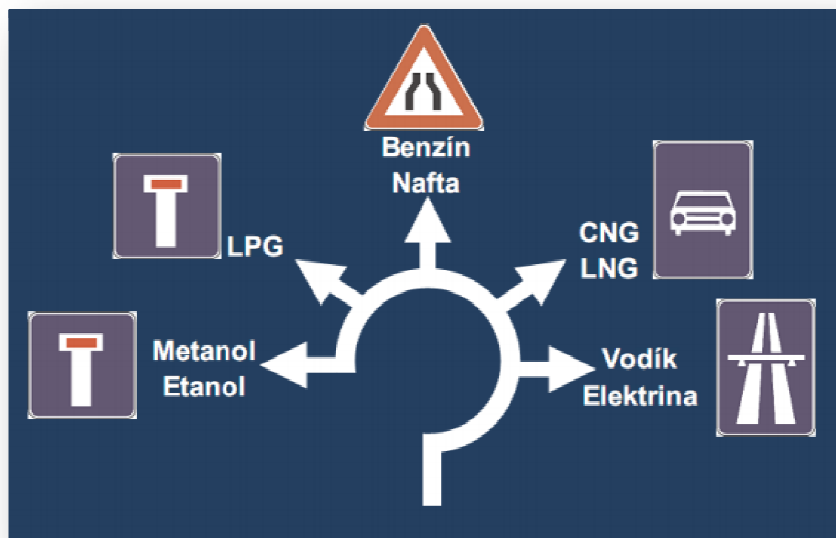 Benzín
Nafta
LPG
CNG
LNG
Metanol
Etanol
Vodík
Elektrina